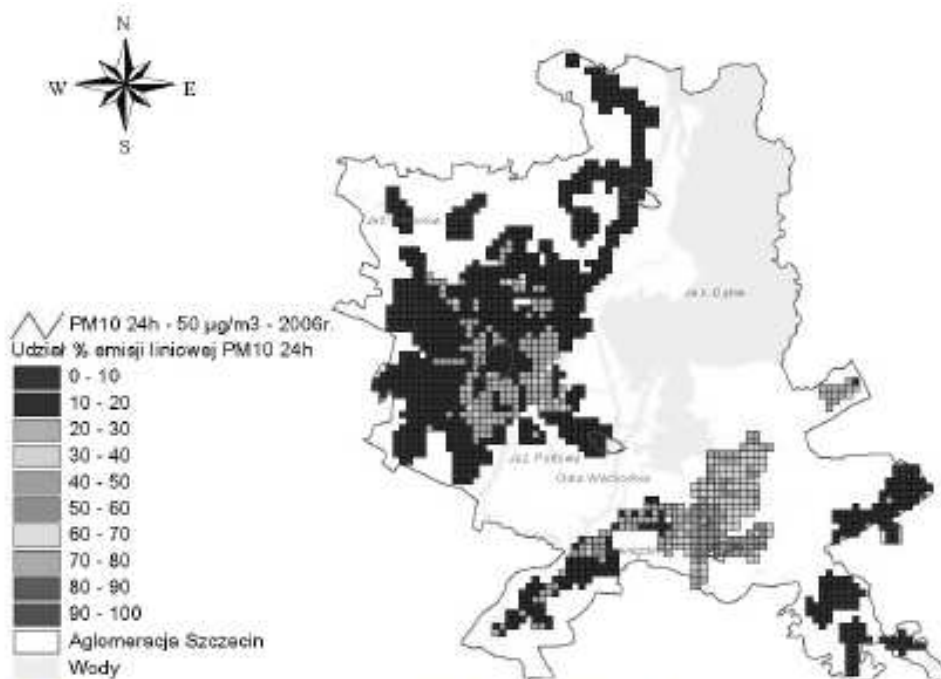 N
W E
S
Jez. Dąbie
PM10 24h - 50 µg/m3 - 2006r.
Udział % emisji liniowej PM10 24h
0 - 10
10 - 20
20 - 30
30 - 40
40 - 50
50 - 60
60 - 70
70 - 80
80 - 90
90 - 100
Aglomeracja Szczecin
Wody
Odra Wschodnia